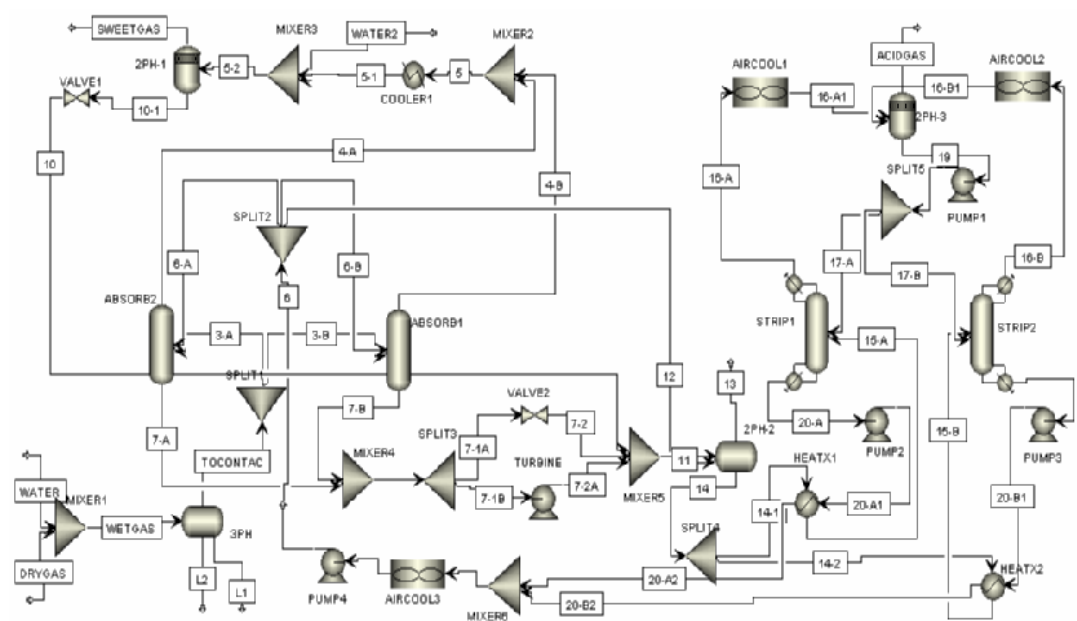 SWEETGAS
MIXER3
WATER2
MIXER2
2PH-1
5-2
5-1
5
COOLER1
VALVE1
10-1
10
4-A
4-B
SPLIT2
6-A
6-B
6
ABSORB2
ABSORB1
3-A
3-B
SPLIT1
12
7-A
7-B
TOCONTAC
WATER
MIXER1
WETGAS
3PH
DRYGAS
L2
L1
MIXER4
SPLIT3
7-1A
VALVE2
7-2
TURBINE
7-1B
7-2A
MIXER5
11
13
2PH-2
14
SPLIT4
14-1
14-2
HEATX1
HEATX2
PUMP4
AIRCOOL3
MIXER6
20-A2
20-B2
AIRCOOL1
ACIDGAS
AIRCOOL2
16-A1
16-B1
2PH-3
19
SPLIT5
PUMP1
16-A
17-A
17-B
16-B
STRIP1
STRIP2
15-A
15-B
20-A
PUMP2
PUMP3
20-A1
20-B1